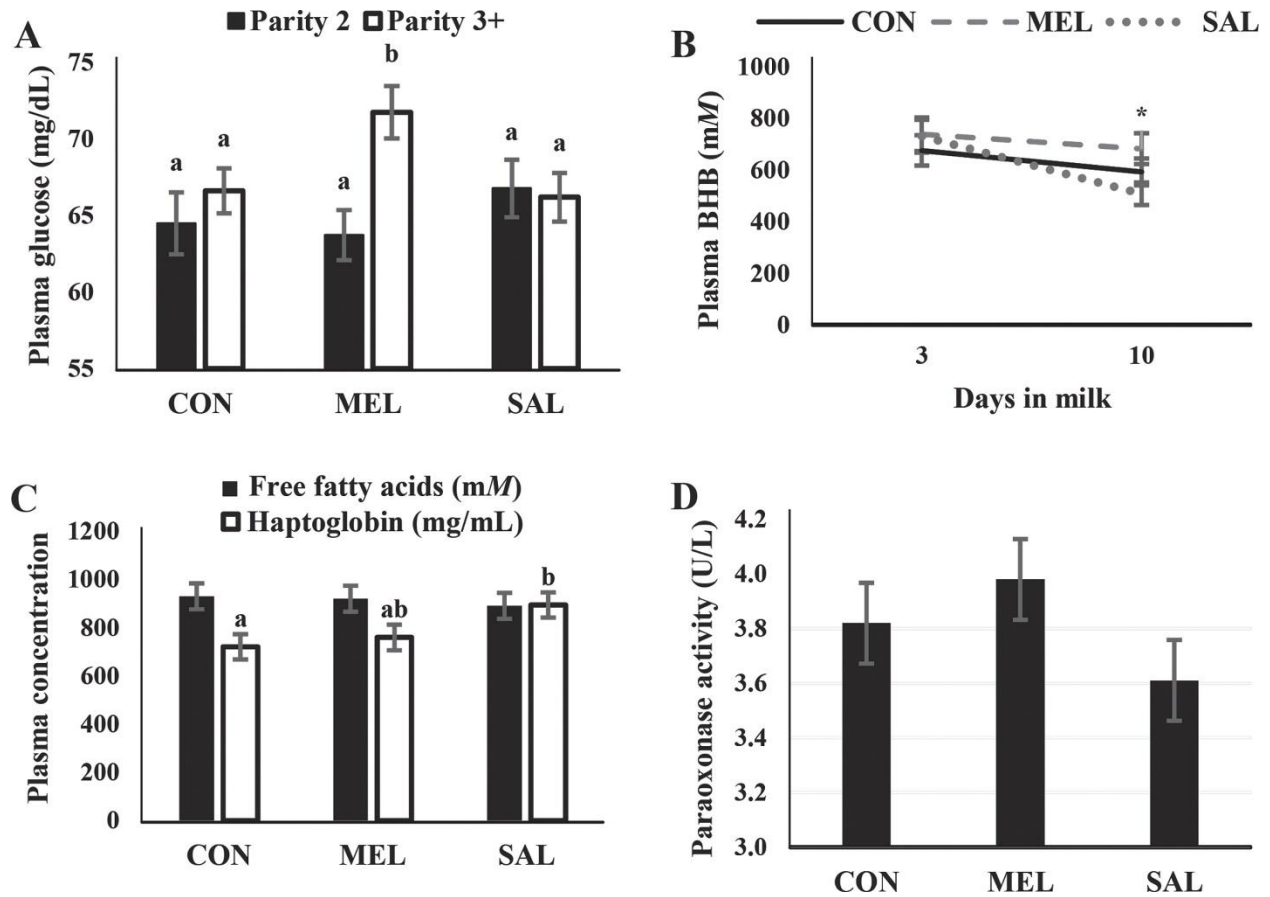 A
Parity 2 Parity 3+
Plasma glucose (mg/dL)
75
70
65
60
55
a a a b a a
CON MEL SAL
CON MEL SAL
B
Plasma BHB (mM)
1000
800
600
400
200
0
*
3 10
Days in milk
C
Free fatty acids (mM)
Haptoglobin (mg/mL)
Plasma concentration
1200
1000
800
600
400
200
0
a ab b
CON MEL SAL
D
Paraoxonase activity (U/L)
4.2
4.0
3.8
3.6
3.4
3.2
3.0
CON MEL SAL